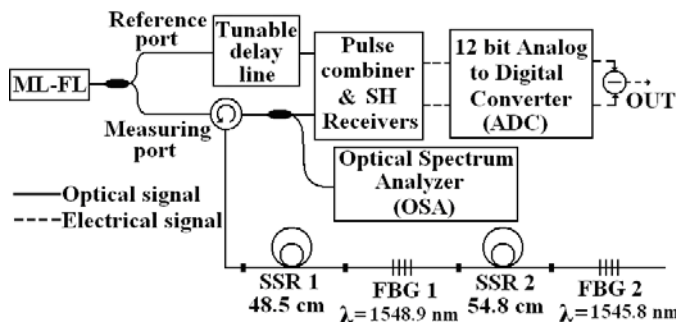 Reference
port
Tunable
delay
line
Pulse
combiner
& SH
Receivers
12 bit Analog
to Digital
Converter
(ADC)
OUT
ML-FL
Measuring
port
Optical Spectrum
Analyzer
(OSA)
Optical signal
Electrical signal
SSR 1
48.5 cm
FBG 1
λ=1548.9 nm
SSR 2
54.8 cm
FBG 2
λ=1545.8 nm